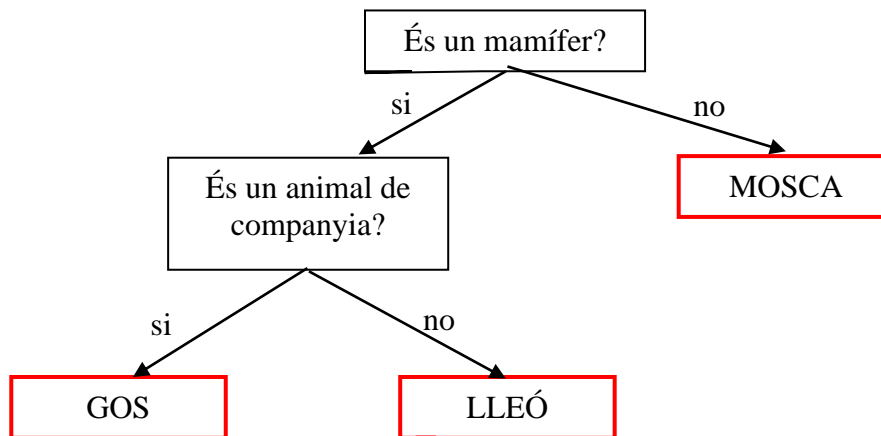 És un mamífer?
si
no
És un animal de
companyia?
MOSCA
si
no
GOS
LLEÓ